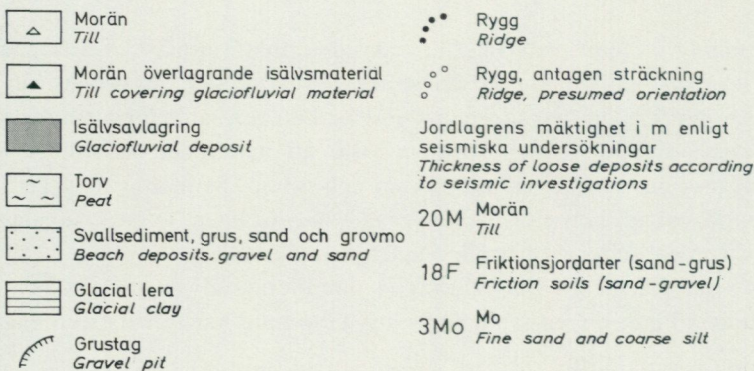 Morän
Till
Morän överlagrande isälvsmaterial
Till covering glaciofluvial material
Isälvsavlagring
Glaciofluvial deposit
Torv
Peat
Svallsediment, grus, sand och grovmo
Beach deposits. gravel and sand
Glacial lera
Glacial clay
Grustag
Gravel pit
Rygg
Ridge
Rygg, antagen sträckning
Ridge, presumed orientation
Jordlagrens mäktighet i m enligt
seismiska undersökningar
Thickness of loose deposits according
to seismic investigations
20M Morän
Till
18F Friktionsjordarter (sand-grus)
Friction soils (sand-gravel)
3Mo Mo
Fine sand and coarse silt